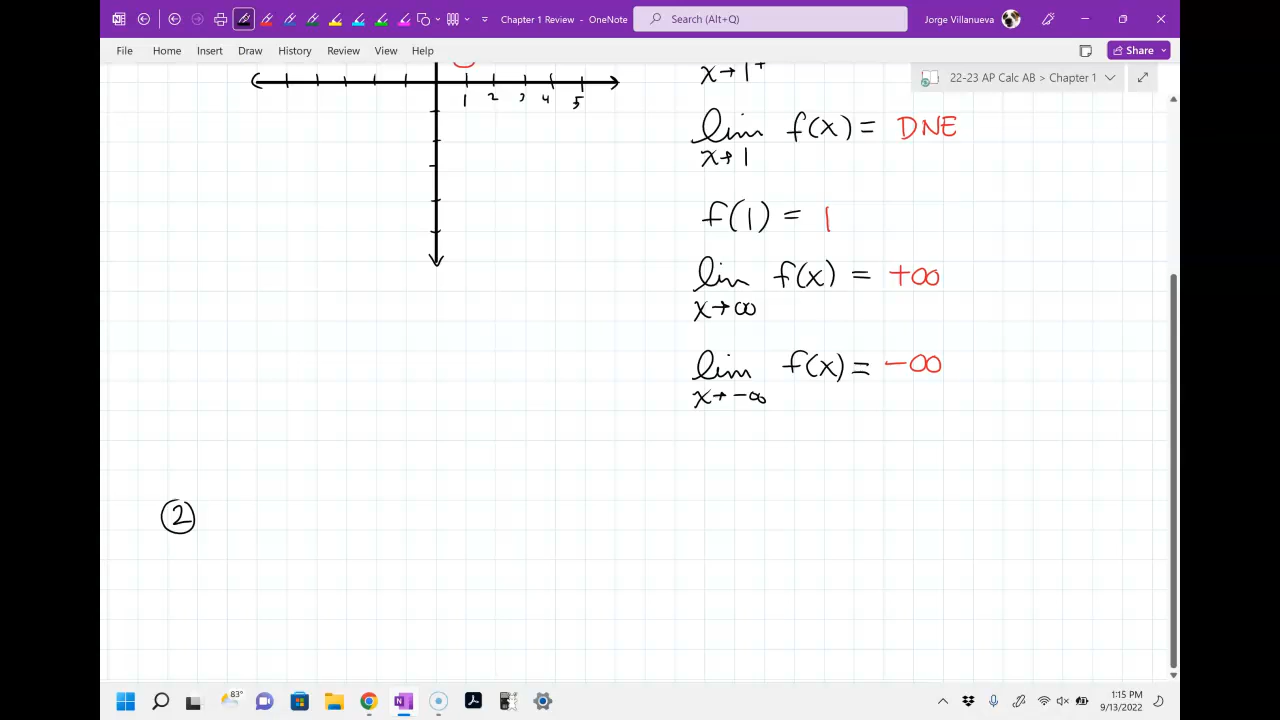 Chapter 1 Review - OneNote
Search (Alt+Q)
Jorge Villanueva
File Home Insert Draw History Review View Help
Share
22-23 AP Calc AB > Chapter 1
x→1⁺
1 2 3 4 5
lim f(x) = DNE
x→1
f(1) = 1
lim f(x) = +∞
x→∞
lim f(x) = -∞
x→-∞
2
83°
1:15 PM
9/13/2022